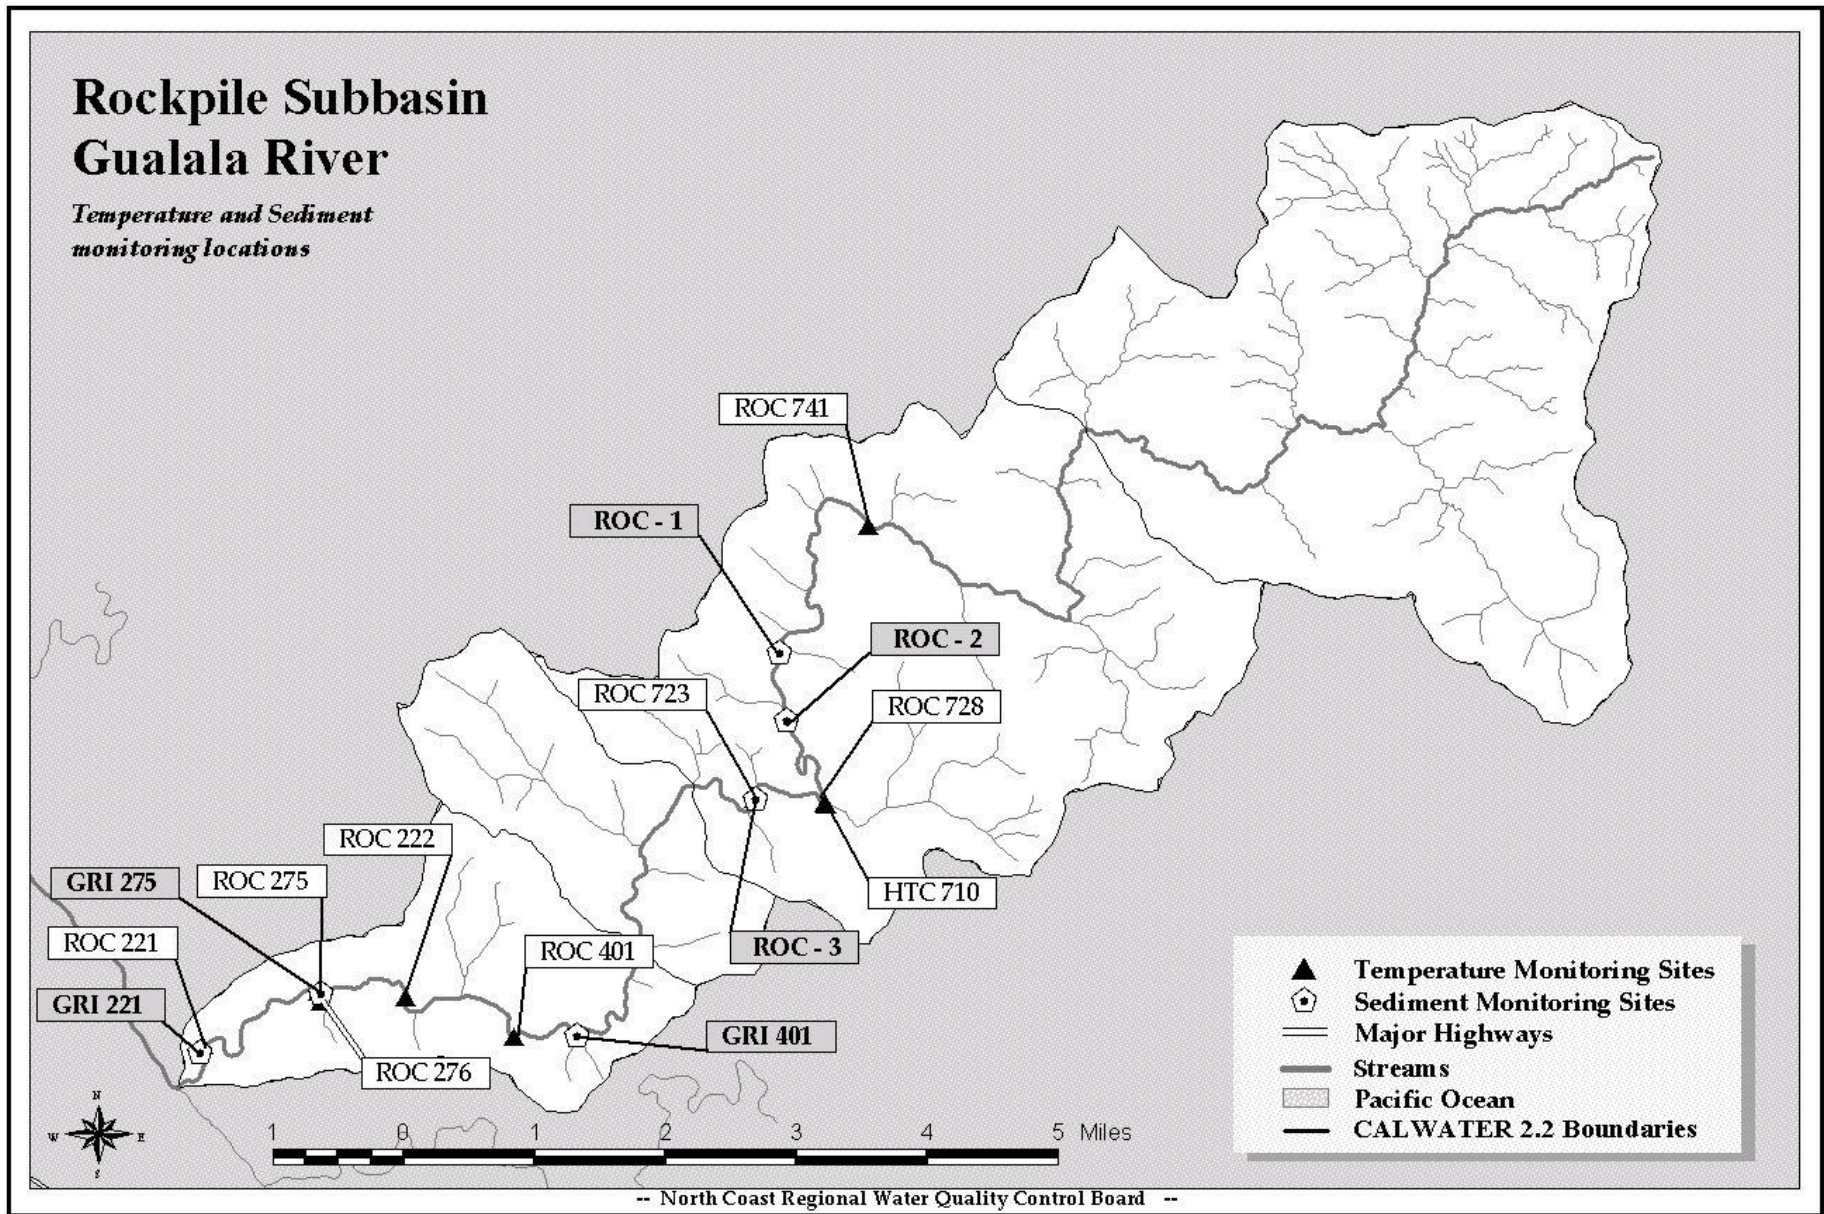 Rockpile Subbasin
Gualala River
Temperature and Sediment
monitoring locations
ROC 741
ROC - 1
ROC - 2
ROC 723
ROC 728
ROC 222
GRI 275
ROC 275
HTC 710
ROC 221
ROC 401
ROC - 3
GRI 221
GRI 401
ROC 276
N
W
E
S
1 0 1 2 3 4 5 Miles
Temperature Monitoring Sites
Sediment Monitoring Sites
Major Highways
Streams
Pacific Ocean
CALWATER 2.2 Boundaries
-- North Coast Regional Water Quality Control Board --